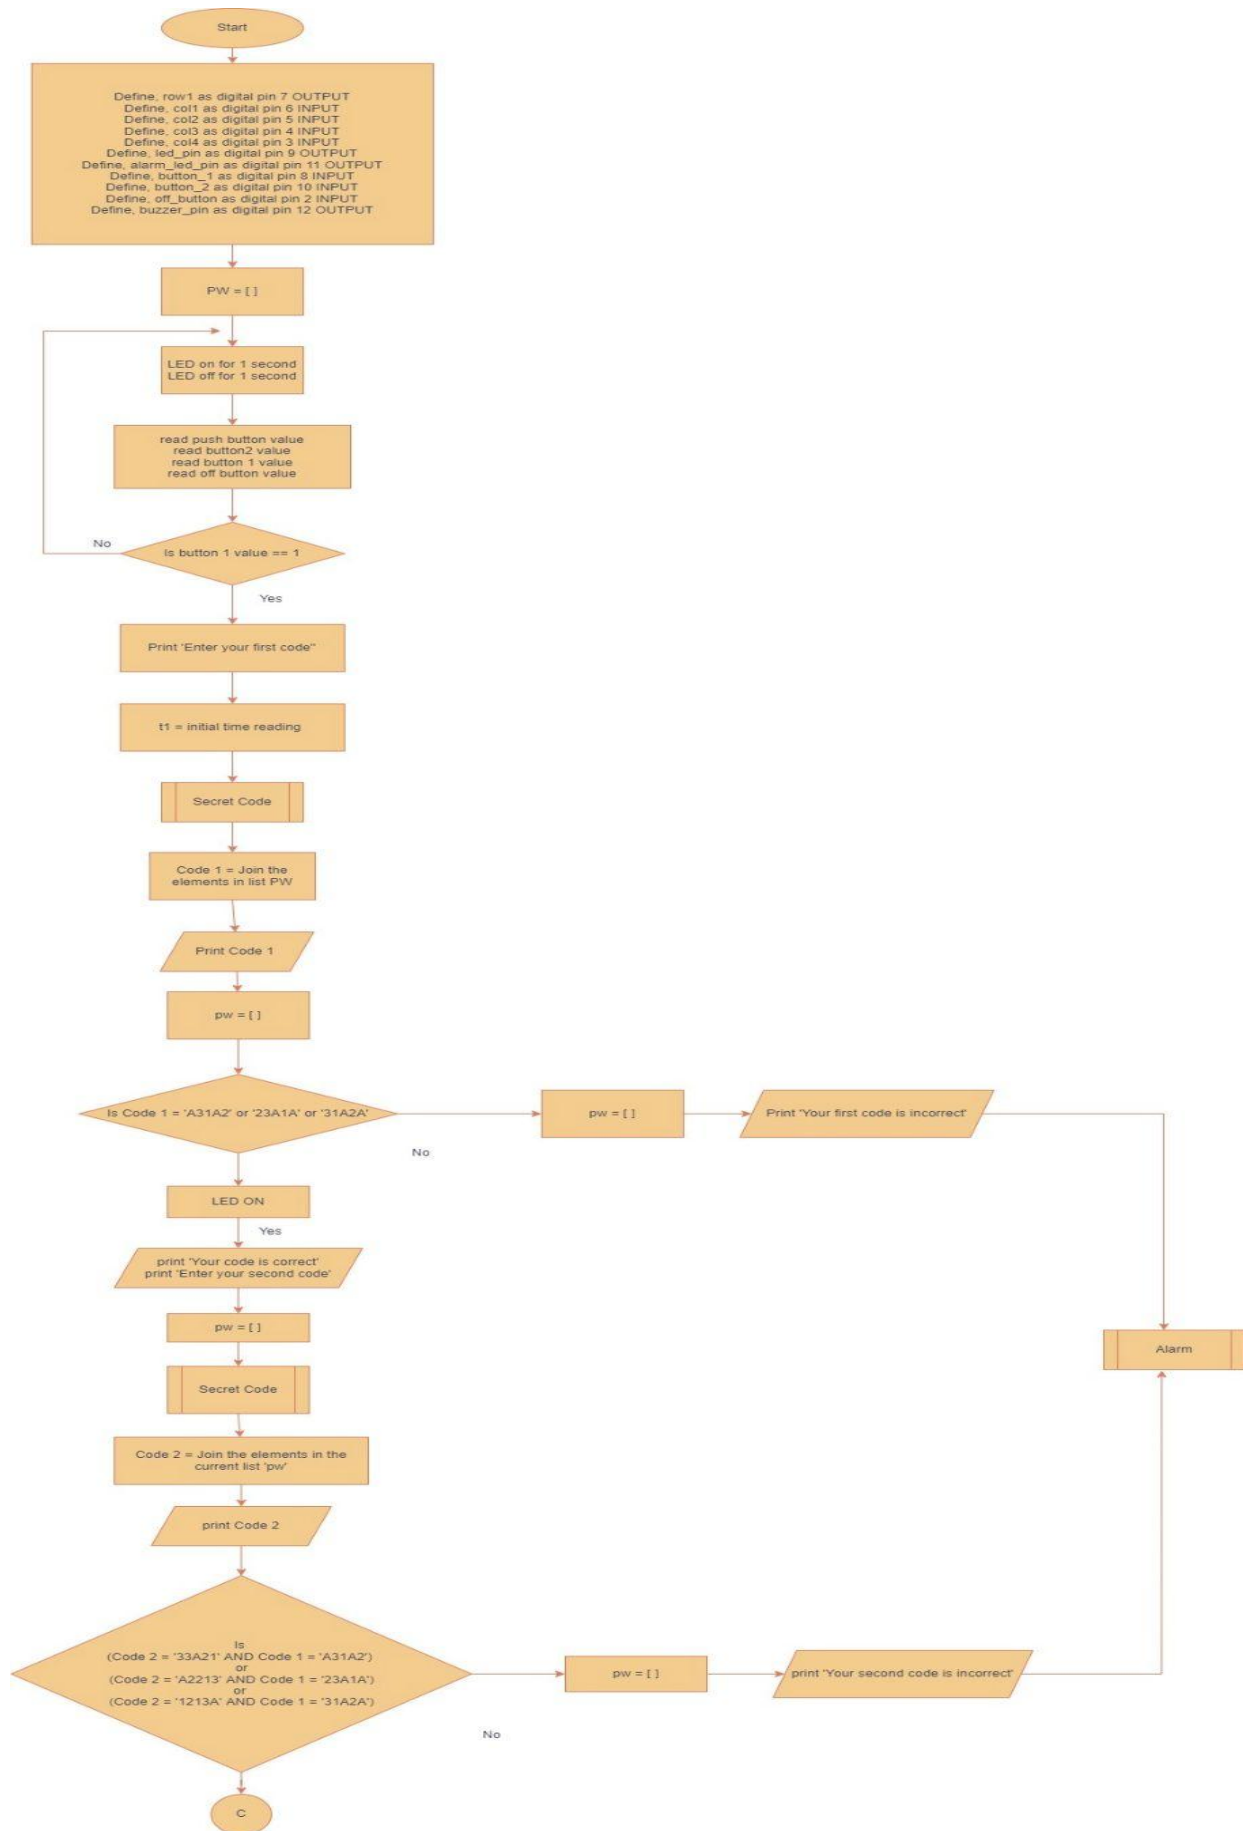 Start
Define, row1 as digital pin 7 OUTPUT
Define, col1 as digital pin 6 INPUT
Define, col2 as digital pin 5 INPUT
Define, col3 as digital pin 4 INPUT
Define, col4 as digital pin 3 INPUT
Define, led_pin as digital pin 9 OUTPUT
Define, alarm_led_pin as digital pin 11 OUTPUT
Define, button_1 as digital pin 8 INPUT
Define, button_2 as digital pin 10 INPUT
Define, off_button as digital pin 2 INPUT
Define, buzzer_pin as digital pin 12 OUTPUT
PW = [ ]
LED on for 1 second
LED off for 1 second
read push button value
read button2 value
read button 1 value
read off button value
No
Is button 1 value == 1
Yes
Print 'Enter your first code"
t1 = initial time reading
Secret Code
Code 1 = Join the
elements in list PW
Print Code 1
pw = [ ]
Is Code 1 = 'A31A2' or '23A1A' or '31A2A'
No
pw = [ ]
Print 'Your first code is incorrect'
LED ON
Yes
print 'Your code is correct'
print 'Enter your second code'
pw = [ ]
Alarm
Secret Code
Code 2 = Join the elements in the
current list 'pw'
print Code 2
Is
(Code 2 = '33A21' AND Code 1 = 'A31A2')
or
(Code 2 = 'A2213' AND Code 1 = '23A1A')
or
(Code 2 = '1213A' AND Code 1 = '31A2A')
No
pw = [ ]
print 'Your second code is incorrect'
C